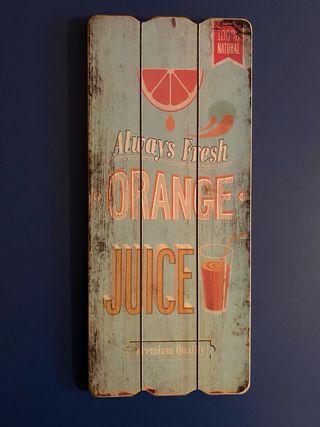 100%
NATURAL
Always Fresh
ORANGE
JUICE
Premium Quality